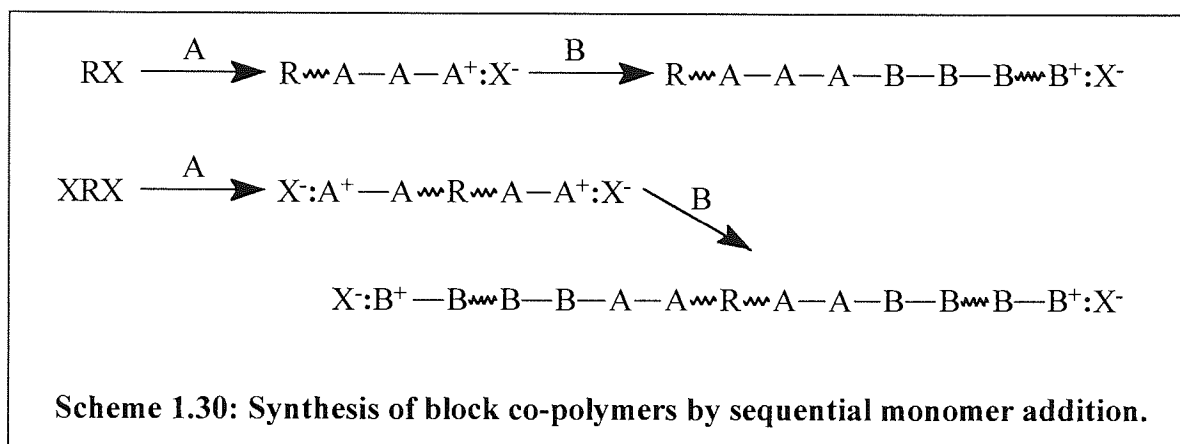 A B
RX R A—A—A⁺:X⁻ R A—A—A—B—B—B B⁺:X⁻
A
XRX X⁻:A⁺—A R A—A⁺:X⁻ B
X⁻:B⁺—B B—B—A—A R A—A—B—B B—B⁺:X⁻
Scheme 1.30: Synthesis of block co-polymers by sequential monomer addition.